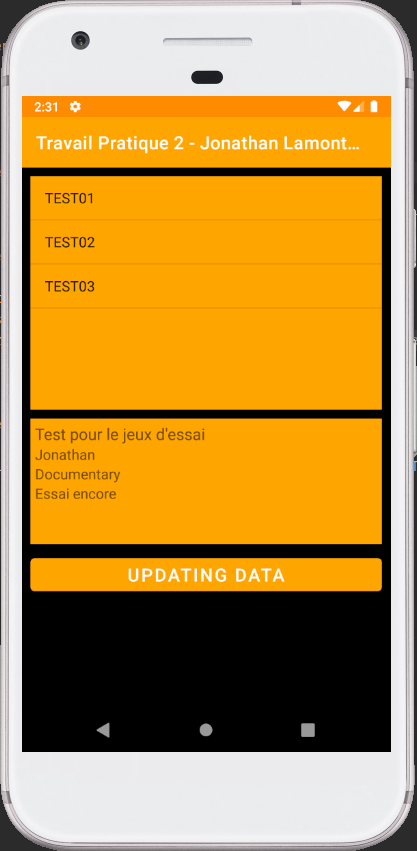 2:31
Travail Pratique 2 - Jonathan Lamont…
TEST01
TEST02
TEST03
Test pour le jeux d'essai
Jonathan
Documentary
Essai encore
UPDATING DATA